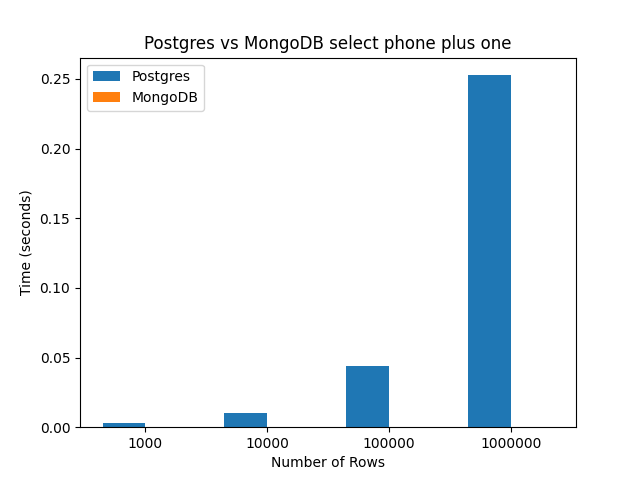 Postgres vs MongoDB select phone plus one
Postgres
MongoDB
0.25
0.20
0.15
0.10
0.05
0.00
Time (seconds)
1000 10000 100000 1000000
Number of Rows